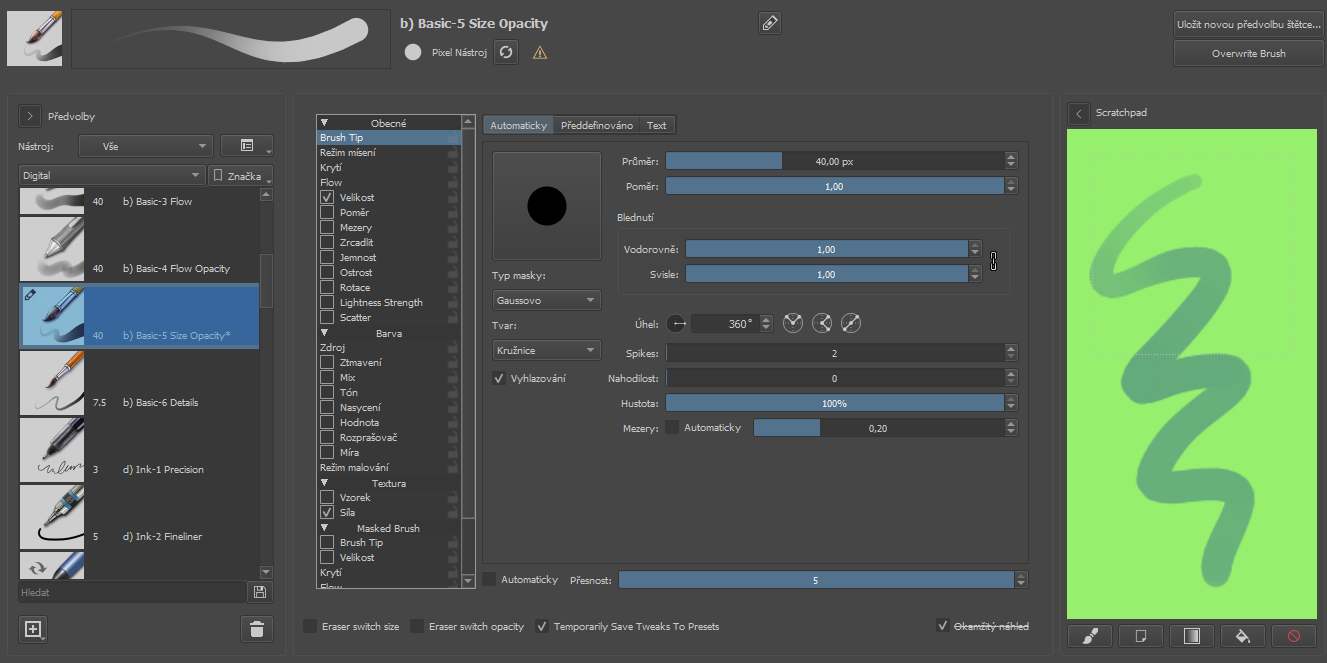 b) Basic-5 Size Opacity
Pixel Nástroj
Uložit novou předvolbu štětce...
Overwrite Brush
Předvolby
Nástroj:
Vše
Digital
Značka
40 b) Basic-3 Flow
40 b) Basic-4 Flow Opacity
40 b) Basic-5 Size Opacity*
7.5 b) Basic-6 Details
3 d) Ink-1 Precision
5 d) Ink-2 Fineliner
Hledat
Obecné
Brush Tip
Režim mísení
Krytí
Flow
Velikost
Poměr
Mezery
Zrcadlit
Jemnost
Ostrost
Rotace
Lightness Strength
Scatter
Barva
Zdroj
Ztmavení
Mix
Tón
Nasycení
Hodnota
Rozprašovač
Míra
Režim malování
Textura
Vzorek
Síla
Masked Brush
Brush Tip
Velikost
Krytí
Flow
Automaticky
Předdefinováno
Text
Průměr: 40,00 px
Poměr: 1,00
Blednutí
Vodorovně: 1,00
Svisle: 1,00
Typ masky:
Gaussovo
Tvar:
Kružnice
Vyhlazování
Úhel: 360°
Spikes: 2
Nahodilost: 0
Hustota: 100%
Mezery: Automaticky 0,20
Automaticky Přesnost: 5
Eraser switch size
Eraser switch opacity
Temporarily Save Tweaks To Presets
Okamžitý náhled
Scratchpad